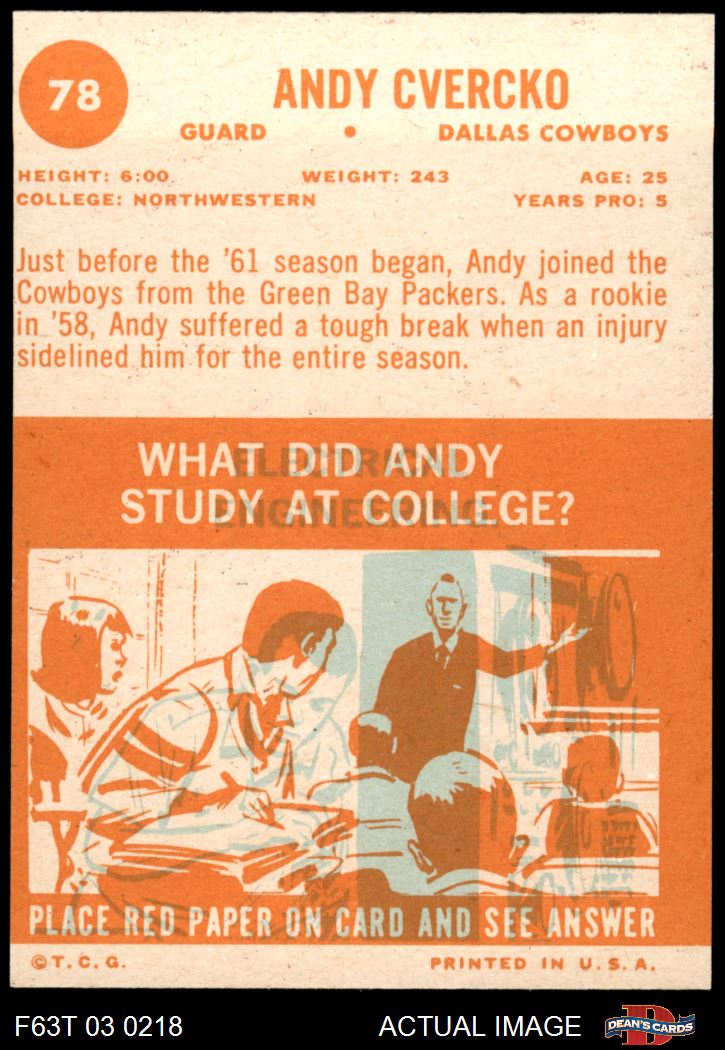 78
ANDY CVERCKO
GUARD • DALLAS COWBOYS
HEIGHT: 6:00 WEIGHT: 243 AGE: 25
COLLEGE: NORTHWESTERN YEARS PRO: 5
Just before the '61 season began, Andy joined the
Cowboys from the Green Bay Packers. As a rookie
in '58, Andy suffered a tough break when an injury
sidelined him for the entire season.
WHAT DID ANDY
STUDY AT COLLEGE?
ELECTRICAL
ENGINEERING
PLACE RED PAPER ON CARD AND SEE ANSWER
©T.C.G. PRINTED IN U.S.A.
F63T 03 0218 ACTUAL IMAGE
D
DEAN'S CARDS